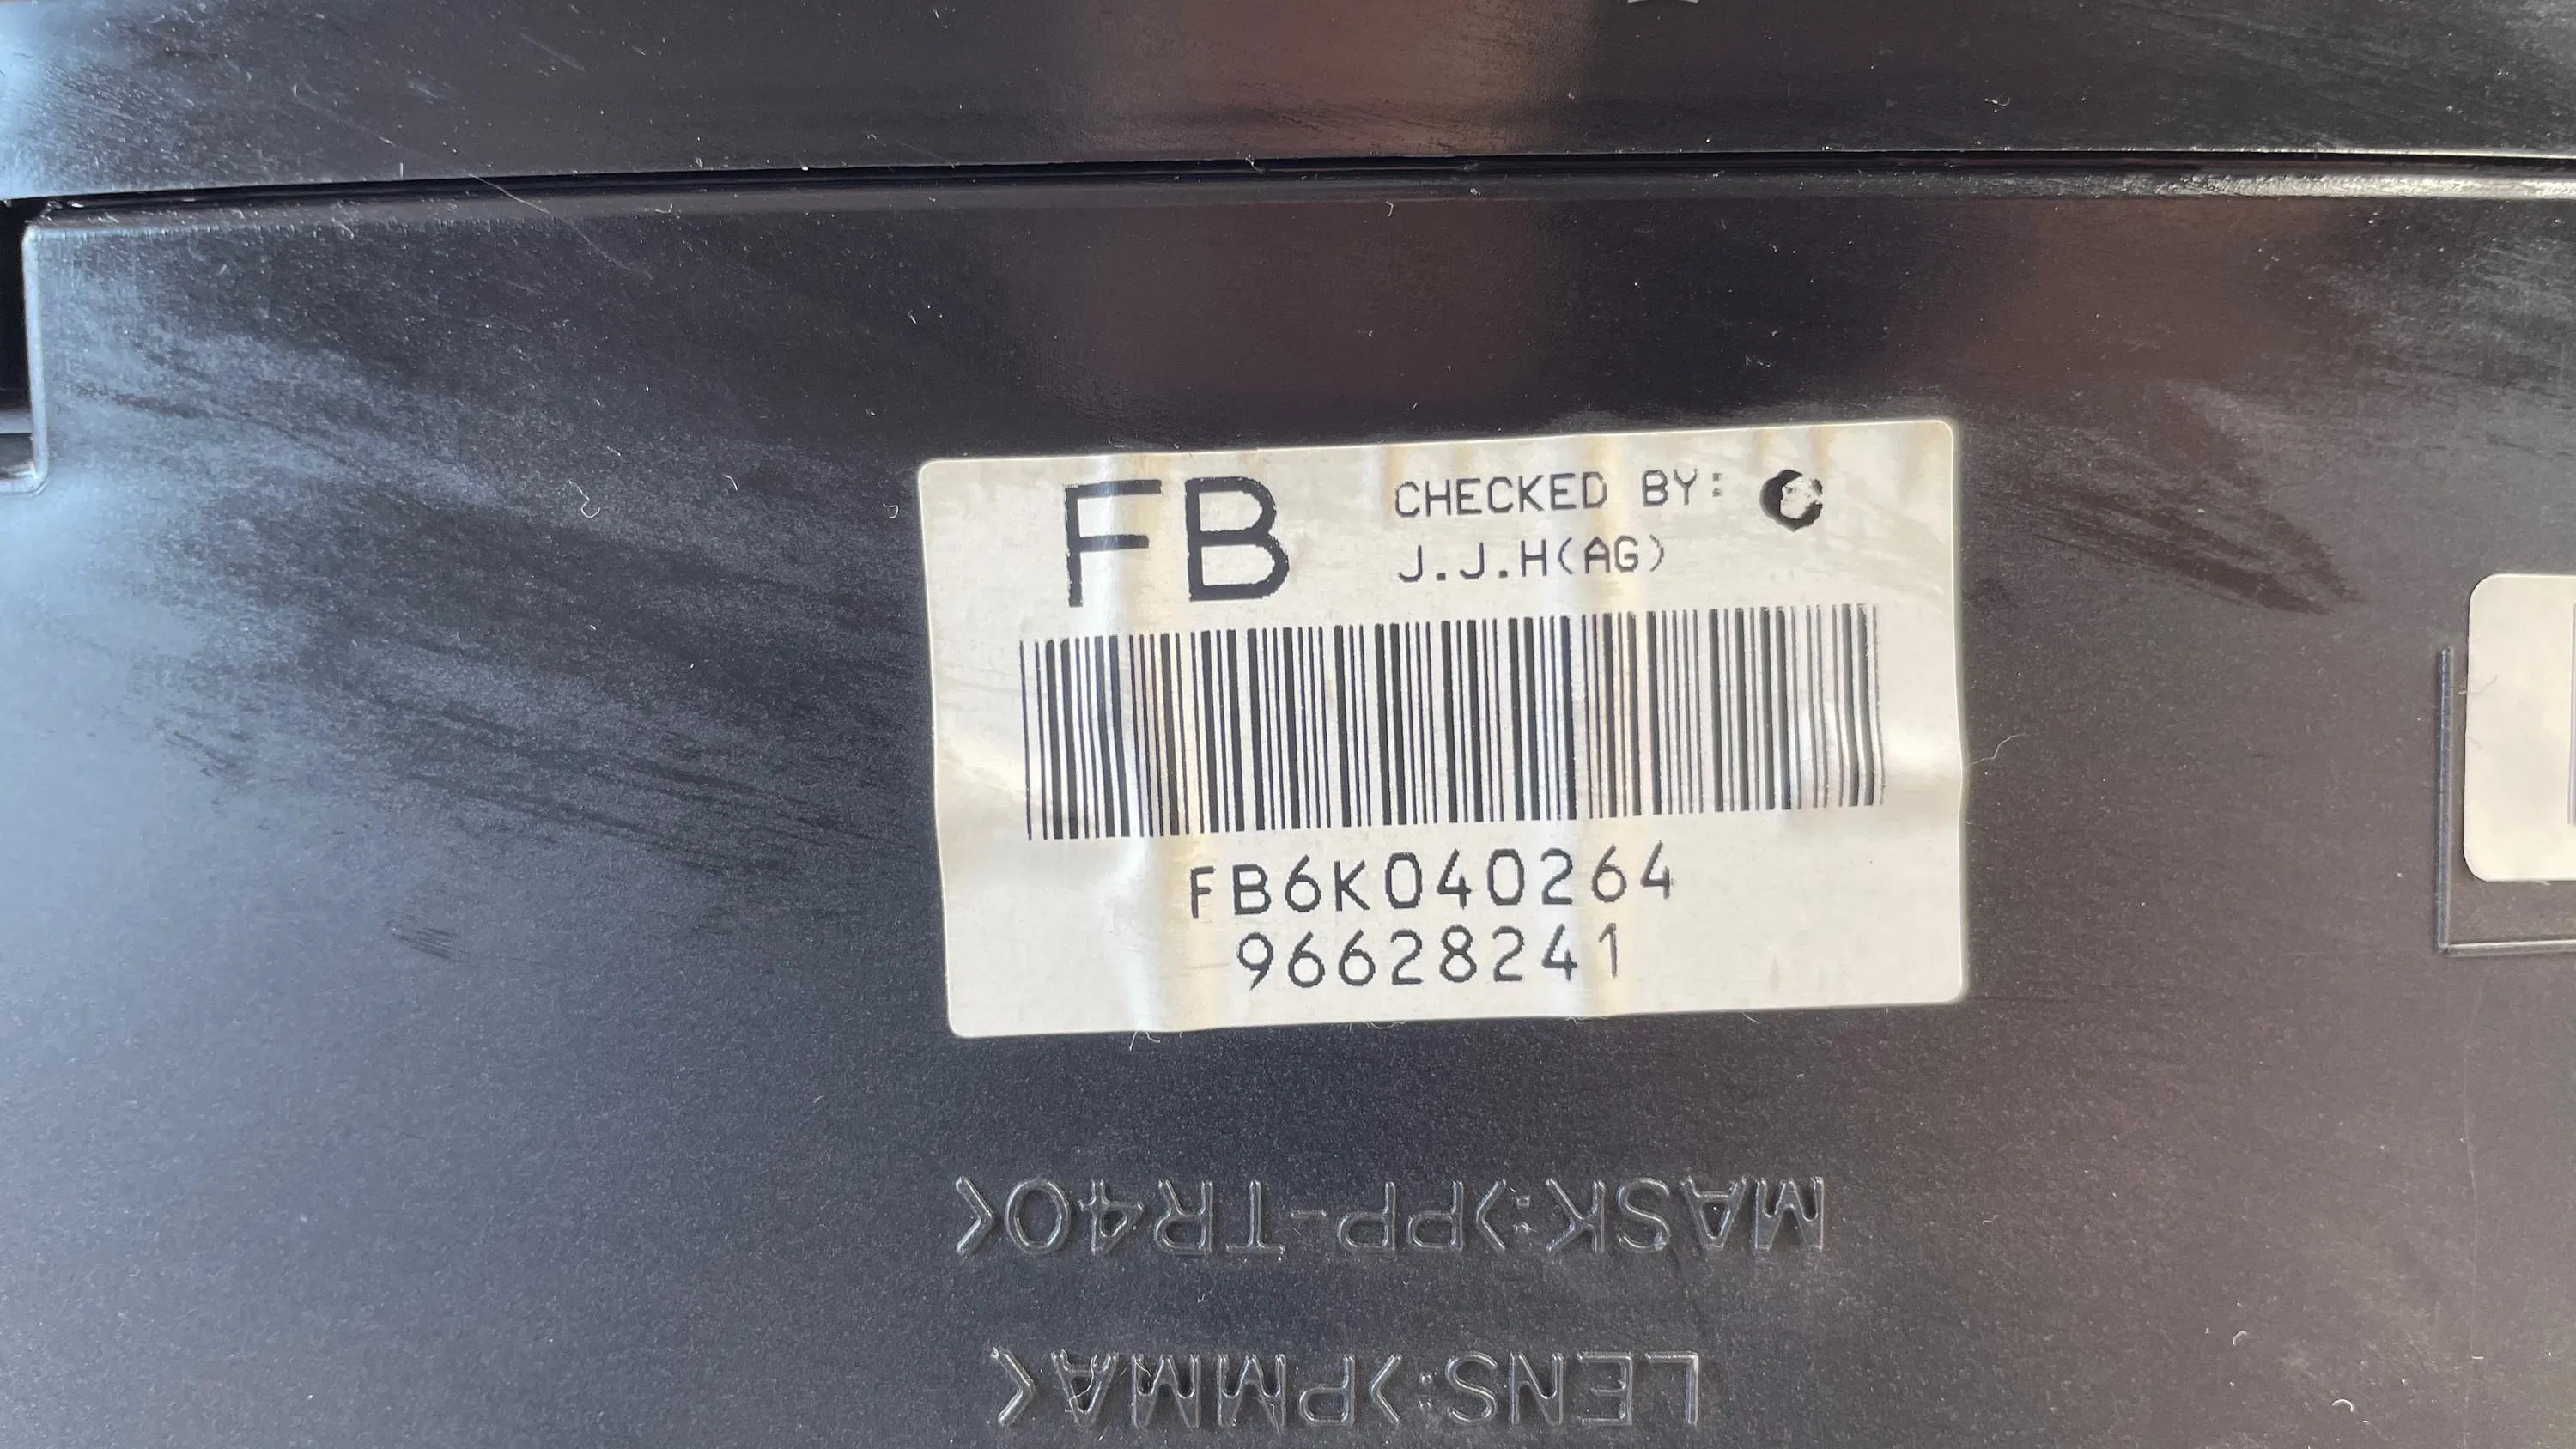 FB
CHECKED BY:
J.J.H(AG)
FB6K040264
96628241
MASK:>PP-TR40<
LENS:>PMMA<